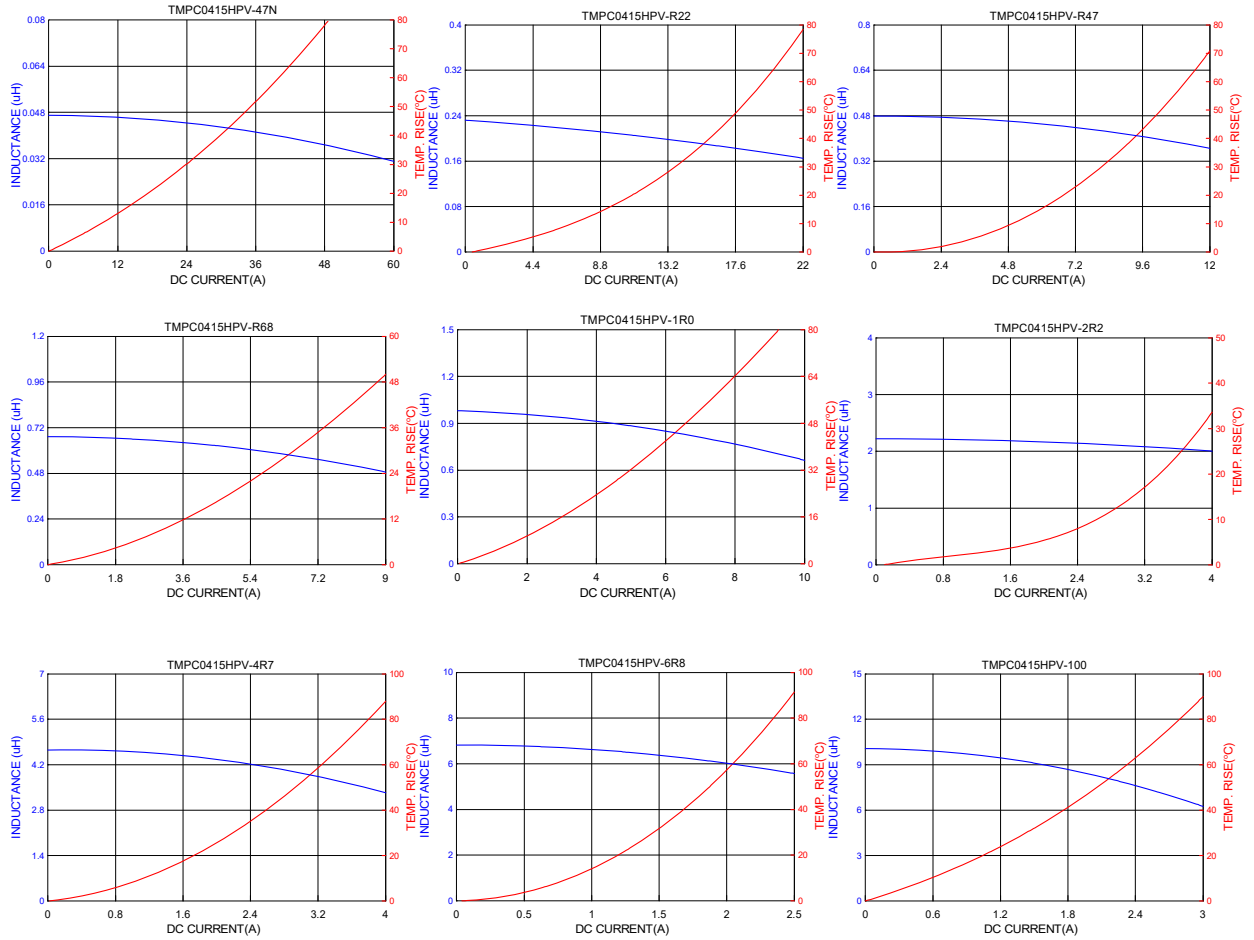 TMPC0415HPV-47N
INDUCTANCE (uH)
0.08
0.064
0.048
0.032
0.016
0
80
70
60
50
40
30
20
10
0
TEMP. RISE(ºC)
0 12 24 36 48 60
DC CURRENT(A)
TMPC0415HPV-R22
INDUCTANCE (uH)
0.4
0.32
0.24
0.16
0.08
0
80
70
60
50
40
30
20
10
0
TEMP. RISE(ºC)
0 4.4 8.8 13.2 17.6 22
DC CURRENT(A)
TMPC0415HPV-R47
INDUCTANCE (uH)
0.8
0.64
0.48
0.32
0.16
0
80
70
60
50
40
30
20
10
0
TEMP. RISE(ºC)
0 2.4 4.8 7.2 9.6 12
DC CURRENT(A)
TMPC0415HPV-R68
INDUCTANCE (uH)
1.2
0.96
0.72
0.48
0.24
0
60
48
36
24
12
0
TEMP. RISE(ºC)
0 1.8 3.6 5.4 7.2 9
DC CURRENT(A)
TMPC0415HPV-1R0
INDUCTANCE (uH)
1.5
1.2
0.9
0.6
0.3
0
80
64
48
32
16
0
TEMP. RISE(ºC)
0 2 4 6 8 10
DC CURRENT(A)
TMPC0415HPV-2R2
INDUCTANCE (uH)
4
3
2
1
0
50
40
30
20
10
0
TEMP. RISE(ºC)
0 0.8 1.6 2.4 3.2 4
DC CURRENT(A)
TMPC0415HPV-4R7
INDUCTANCE (uH)
7
5.6
4.2
2.8
1.4
0
100
80
60
40
20
0
TEMP. RISE(ºC)
0 0.8 1.6 2.4 3.2 4
DC CURRENT(A)
TMPC0415HPV-6R8
INDUCTANCE (uH)
10
8
6
4
2
0
100
80
60
40
20
0
TEMP. RISE(ºC)
0 0.5 1 1.5 2 2.5
DC CURRENT(A)
TMPC0415HPV-100
INDUCTANCE (uH)
15
12
9
6
3
0
100
80
60
40
20
0
TEMP. RISE(ºC)
0 0.6 1.2 1.8 2.4 3
DC CURRENT(A)